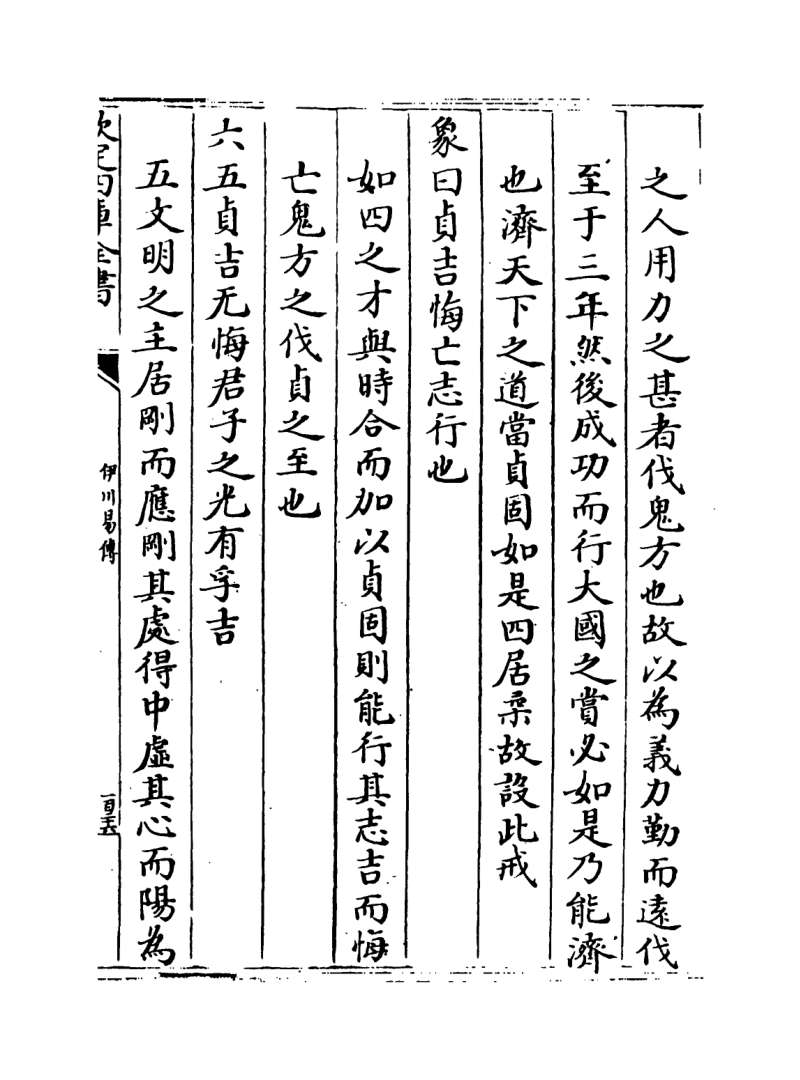 之人用力之甚者伐鬼方也故以為義力勤而遠伐
至于三年然後成功而行大國之賞必如是乃能濟
也濟天下之道當貞固如是四居柔故設此戒
象曰貞吉悔亡志行也
如四之才與時合而加以貞固則能行其志吉而悔
亡鬼方之伐貞之至也
六五貞吉无悔君子之光有孚吉
五文明之主居剛而應剛其處得中虛其心而陽為
欽定四庫全書
伊川易傳